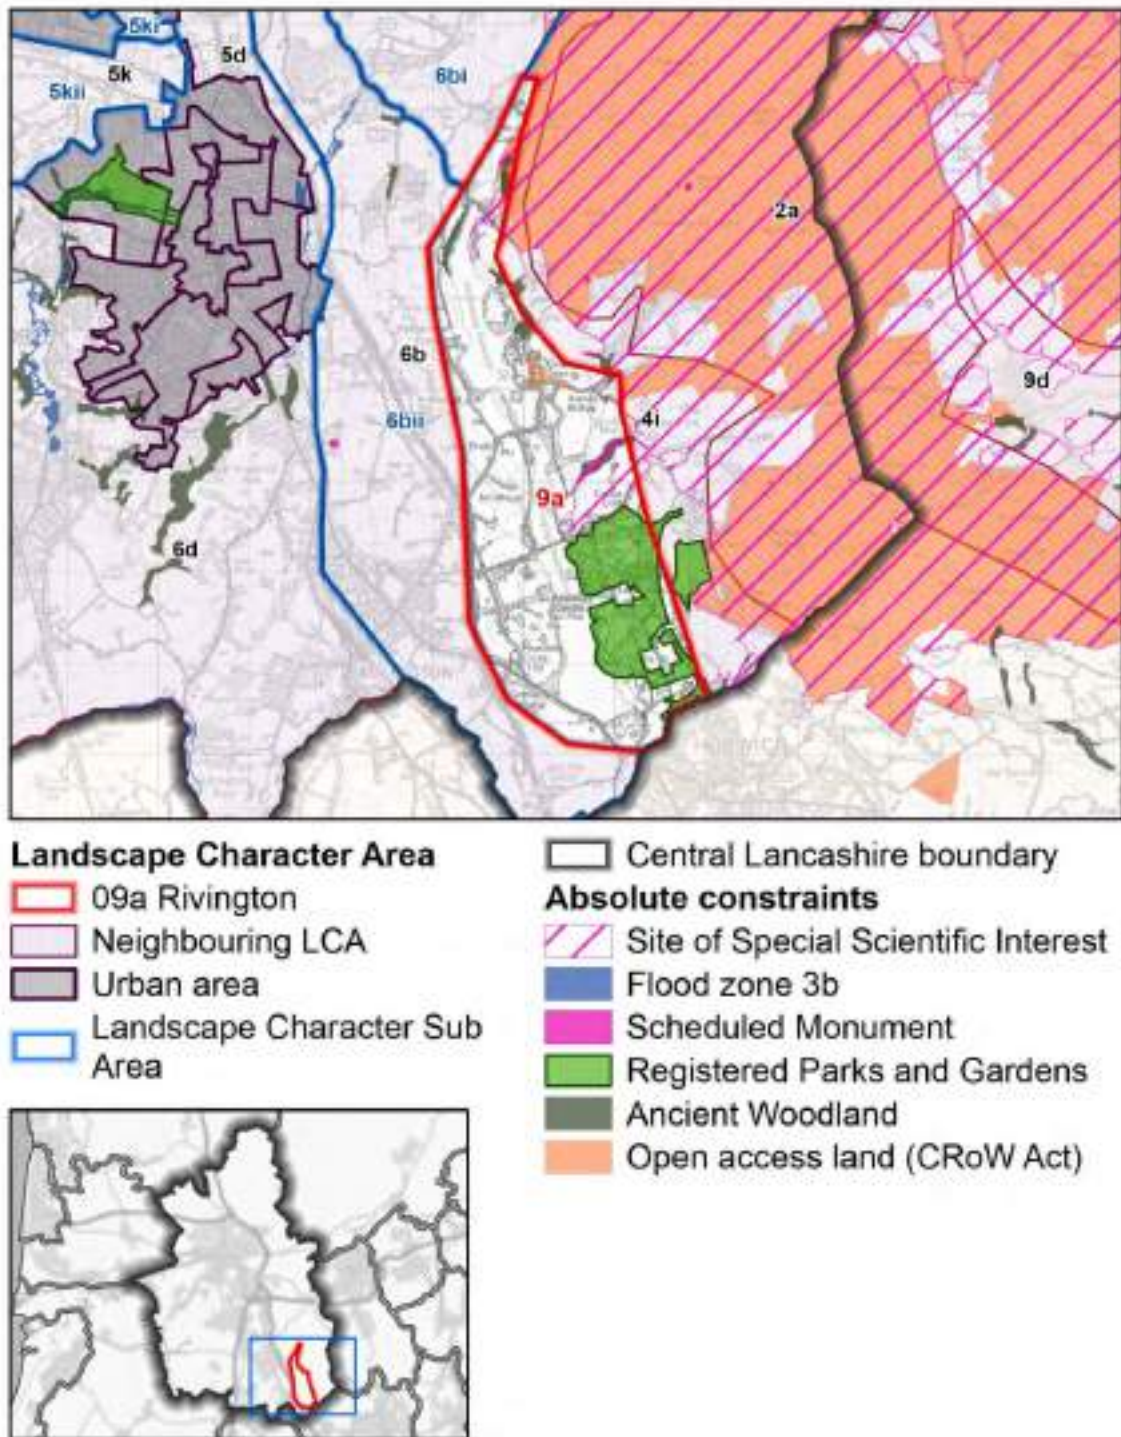 5ki
5d
5k
6bi
5kii
2a
6b
9d
4i
6bii
9a
6d
Landscape Character Area
09a Rivington
Neighbouring LCA
Urban area
Landscape Character Sub
Area
Central Lancashire boundary
Absolute constraints
Site of Special Scientific Interest
Flood zone 3b
Scheduled Monument
Registered Parks and Gardens
Ancient Woodland
Open access land (CRoW Act)